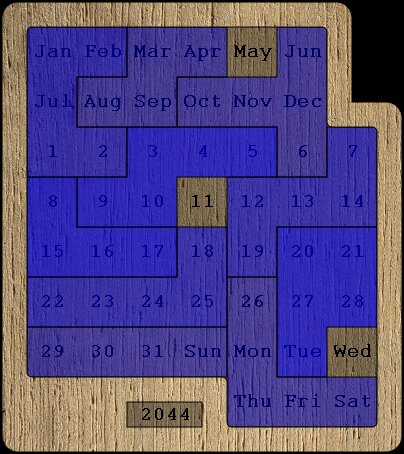 Jan Feb Mar Apr May Jun
Jul Aug Sep Oct Nov Dec
1 2 3 4 5 6 7
8 9 10 11 12 13 14
15 16 17 18 19 20 21
22 23 24 25 26 27 28
29 30 31 Sun Mon Tue Wed
Thu Fri Sat
2044